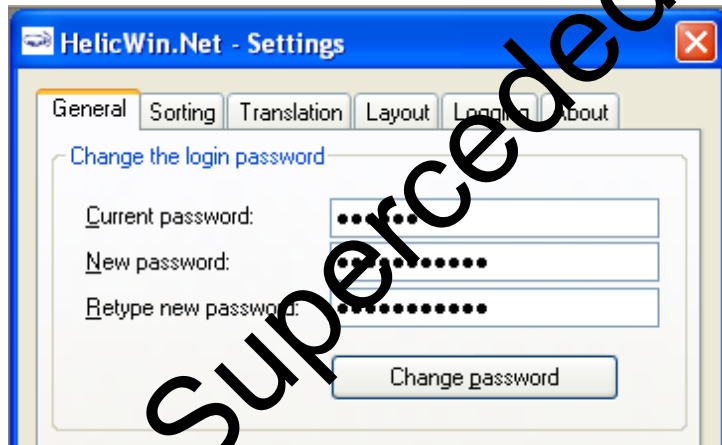 HelicWin.Net - Settings
General Sorting Translation Layout Logging About
Change the login password
Current password: ••••••
New password: •••••••••••
Retype new password: •••••••••••
Change password
Superceded